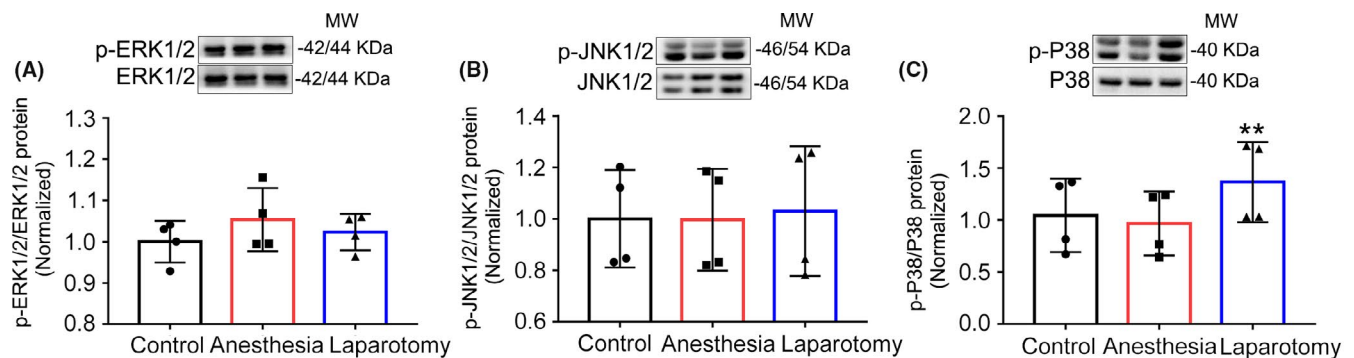 (A)
MW
p-ERK1/2
-42/44 KDa
ERK1/2
-42/44 KDa
p-ERK1/2/ERK1/2 protein
(Normalized)
1.3
1.2
1.1
1.0
0.9
0.8
Control Anesthesia Laparotomy
(B)
MW
p-JNK1/2
-46/54 KDa
JNK1/2
-46/54 KDa
p-JNK1/2/JNK1/2 protein
(Normalized)
1.4
1.2
1.0
0.8
0.6
Control Anesthesia Laparotomy
(C)
MW
p-P38
-40 KDa
P38
-40 KDa
p-P38/P38 protein
(Normalized)
2.0
1.5
1.0
0.5
0.0
**
Control Anesthesia Laparotomy